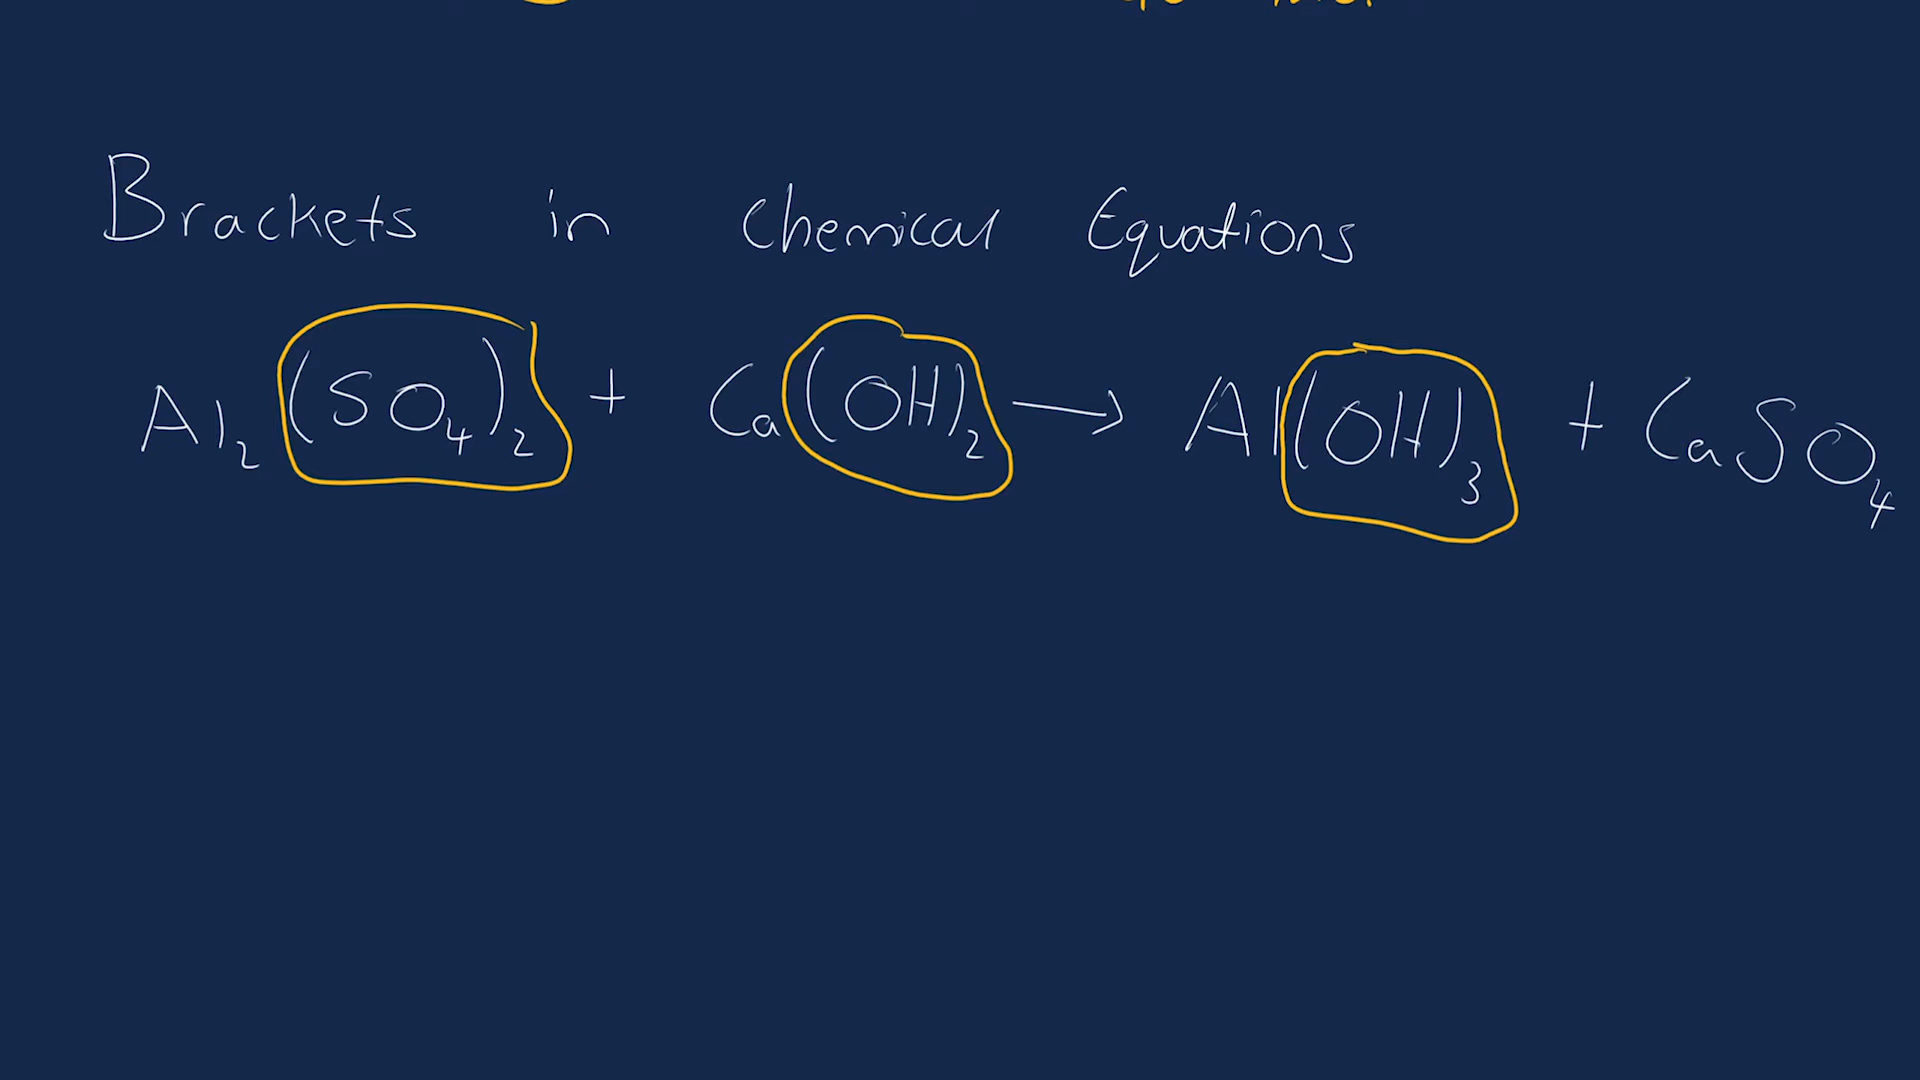 Brackets in Chemical Equations
Al₂(SO₄)₂ + Ca(OH)₂ → Al(OH)₃ + CaSO₄